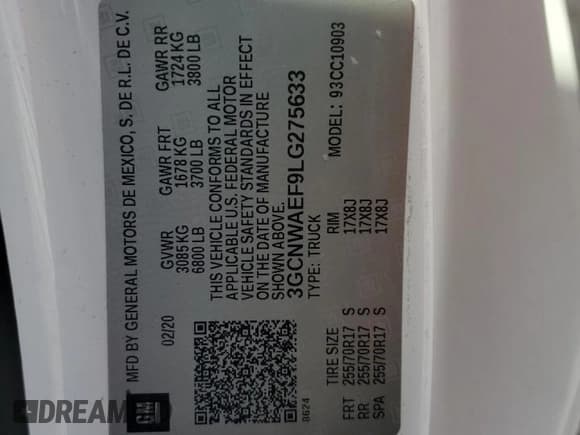 MFD BY GENERAL MOTORS DE MEXICO, S. DE R.L. DE C.V.
GM
02/20
GVWR GAWR FRT GAWR RR
3085 KG 1678 KG 1724 KG
6800 LB 3700 LB 3800 LB
THIS VEHICLE CONFORMS TO ALL
APPLICABLE U.S. FEDERAL MOTOR
VEHICLE SAFETY STANDARDS IN EFFECT
ON THE DATE OF MANUFACTURE
SHOWN ABOVE.
3GCNWAEF9LG275633
TYPE: TRUCK
8624
MODEL: 93CC10903
TIRE SIZE RIM
FRT 255/70R17 S 17X8J
RR 255/70R17 S 17X8J
SPA 255/70R17 S 17X8J